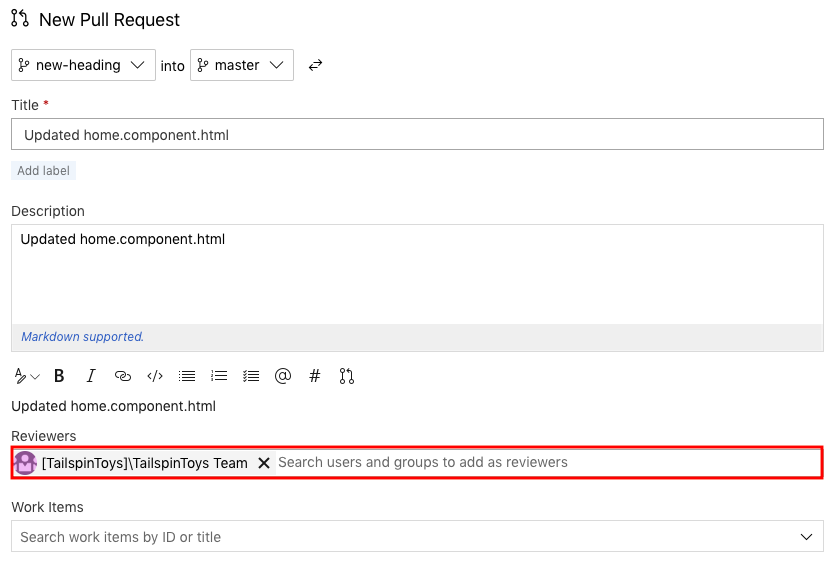 New Pull Request
new-heading into master
Title *
Updated home.component.html
Add label
Description
Updated home.component.html
Markdown supported.
B I </> @ #
Updated home.component.html
Reviewers
[TailspinToys]\TailspinToys Team Search users and groups to add as reviewers
Work Items
Search work items by ID or title